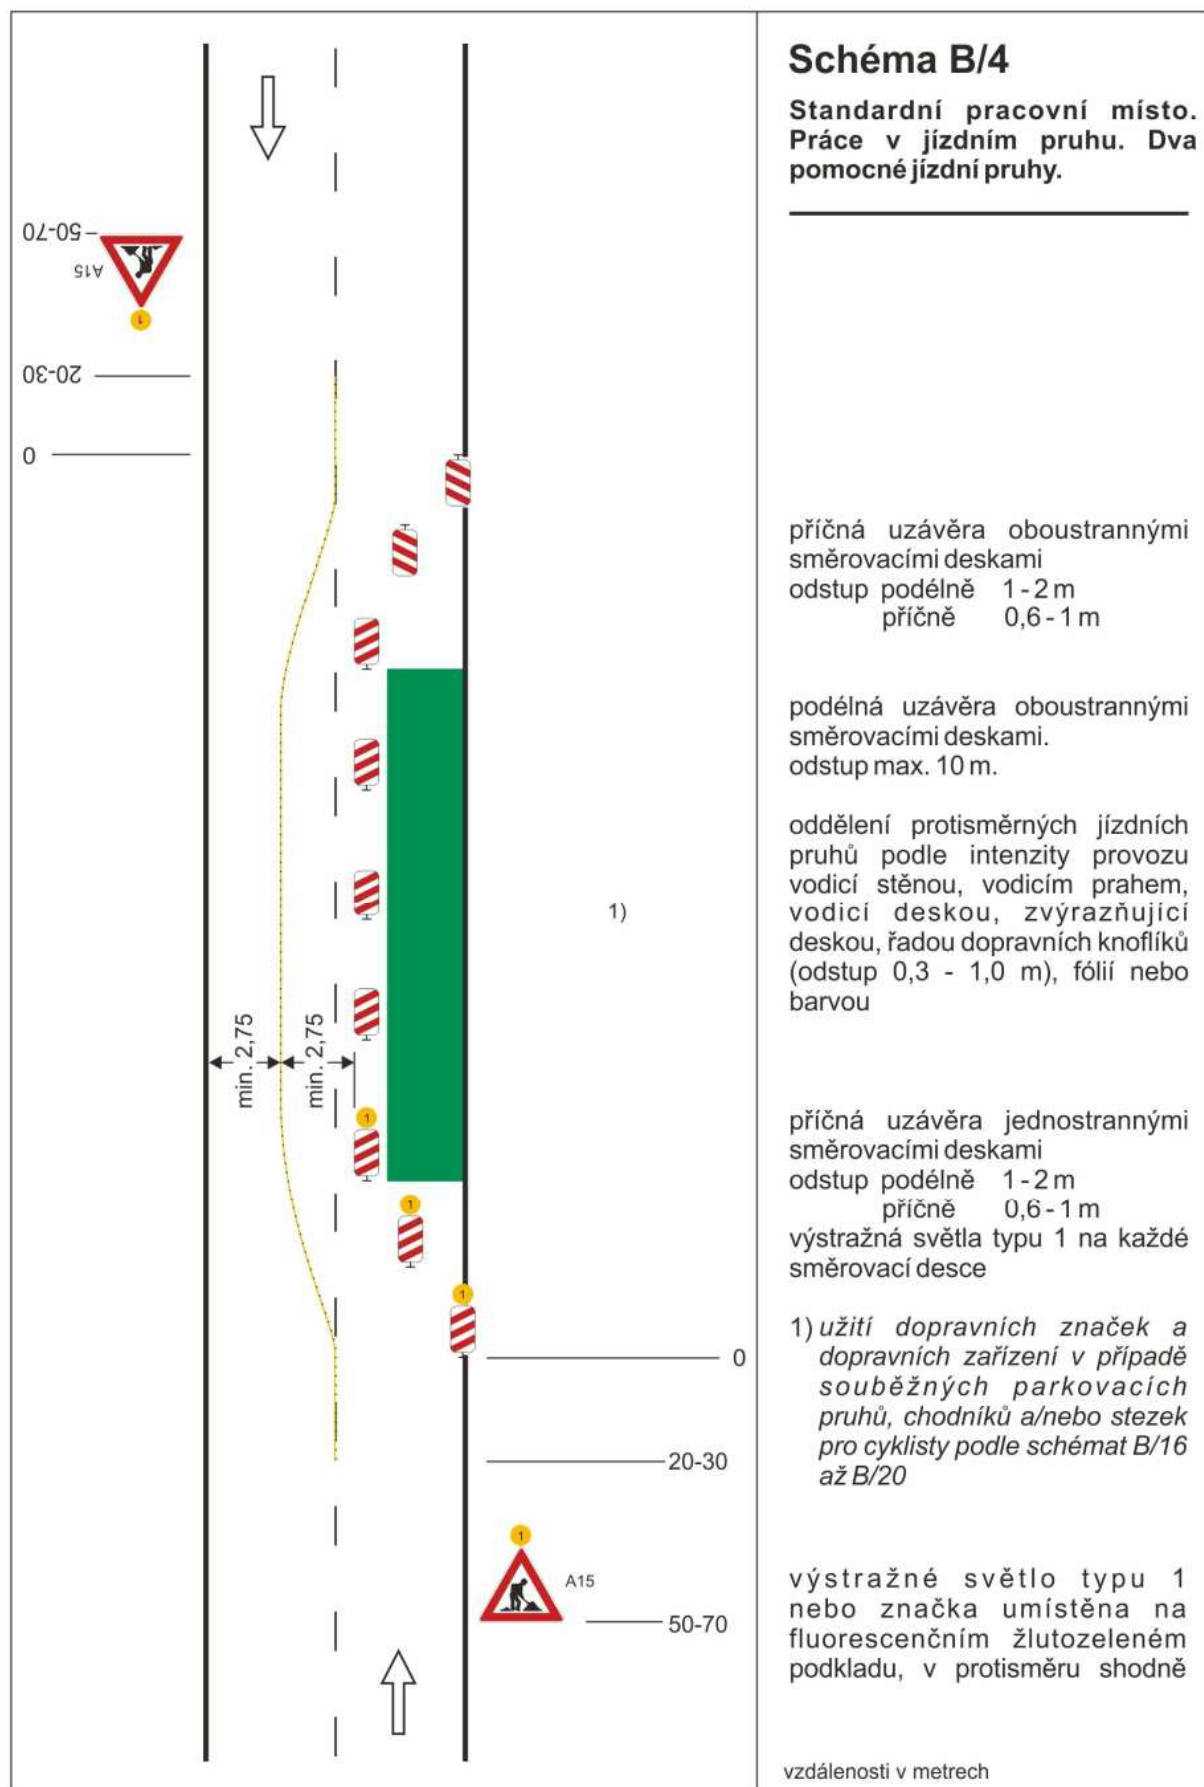 Schéma B/4
Standardní pracovní místo.
Práce v jízdním pruhu. Dva
pomocné jízdní pruhy.
50-70
A15
1
20-30
0
příčná uzávěra oboustrannými
směrovacími deskami
odstup podélně 1 - 2 m
příčně 0,6 - 1 m
podélná uzávěra oboustrannými
směrovacími deskami.
odstup max. 10 m.
oddělení protisměrných jízdních
pruhů podle intenzity provozu
vodicí stěnou, vodicím prahem,
vodicí deskou, zvýrazňující
deskou, řadou dopravních knoflíků
(odstup 0,3 - 1,0 m), fólií nebo
barvou
1)
min. 2,75
min. 2,75
1
1
1
příčná uzávěra jednostrannými
směrovacími deskami
odstup podélně 1 - 2 m
příčně 0,6 - 1 m
výstražná světla typu 1 na každé
směrovací desce
1) užití dopravních značek a
dopravních zařízení v případě
souběžných parkovacích
pruhů, chodníků a/nebo stezek
pro cyklisty podle schémat B/16
až B/20
0
20-30
1
A15
50-70
výstražné světlo typu 1
nebo značka umístěna na
fluorescenčním žlutozeleném
podkladu, v protisměru shodně
vzdálenosti v metrech